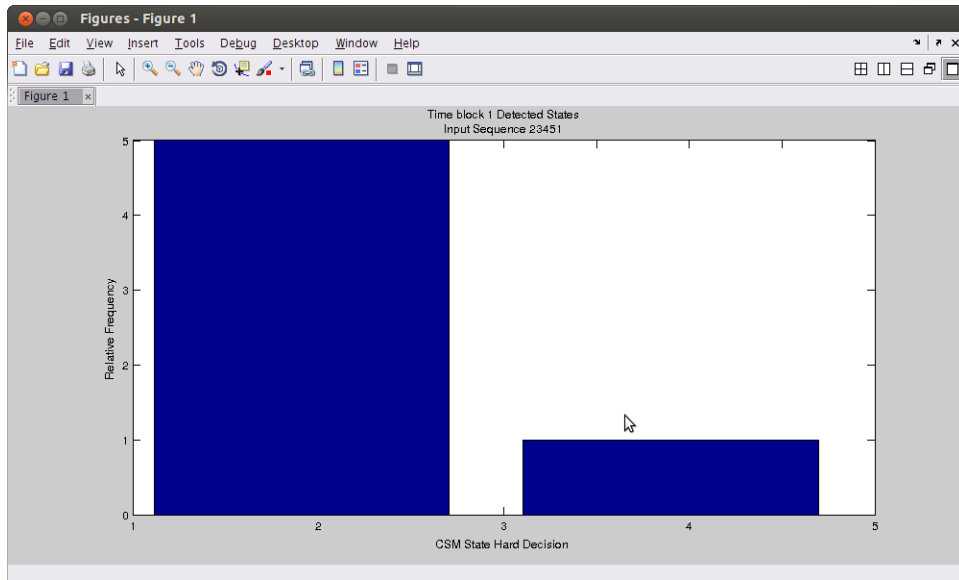 Figures - Figure 1
File Edit View Insert Tools Debug Desktop Window Help
Figure 1
Time block 1 Detected States
Input Sequence 23451
5
4
3
2
1
0
Relative Frequency
1 2 3 4 5
CSM State Hard Decision